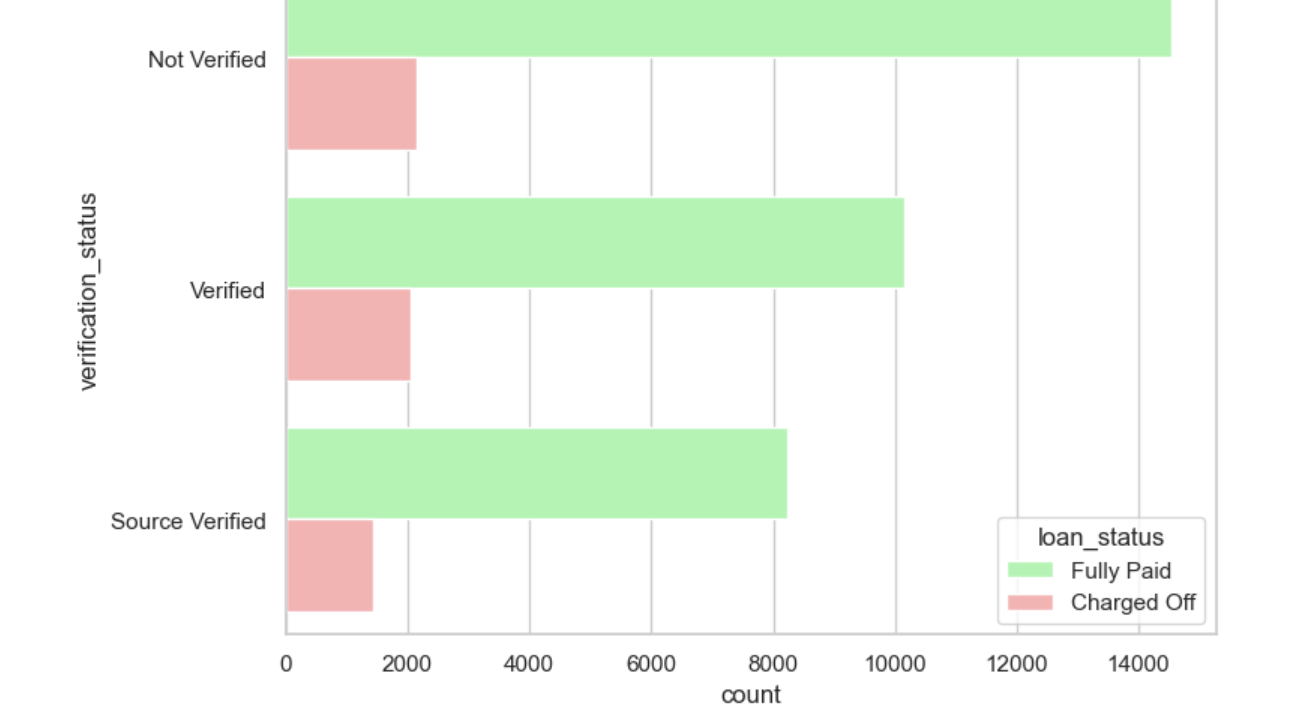 Not Verified
verification_status
Verified
Source Verified
loan_status
Fully Paid
Charged Off
0 2000 4000 6000 8000 10000 12000 14000
count